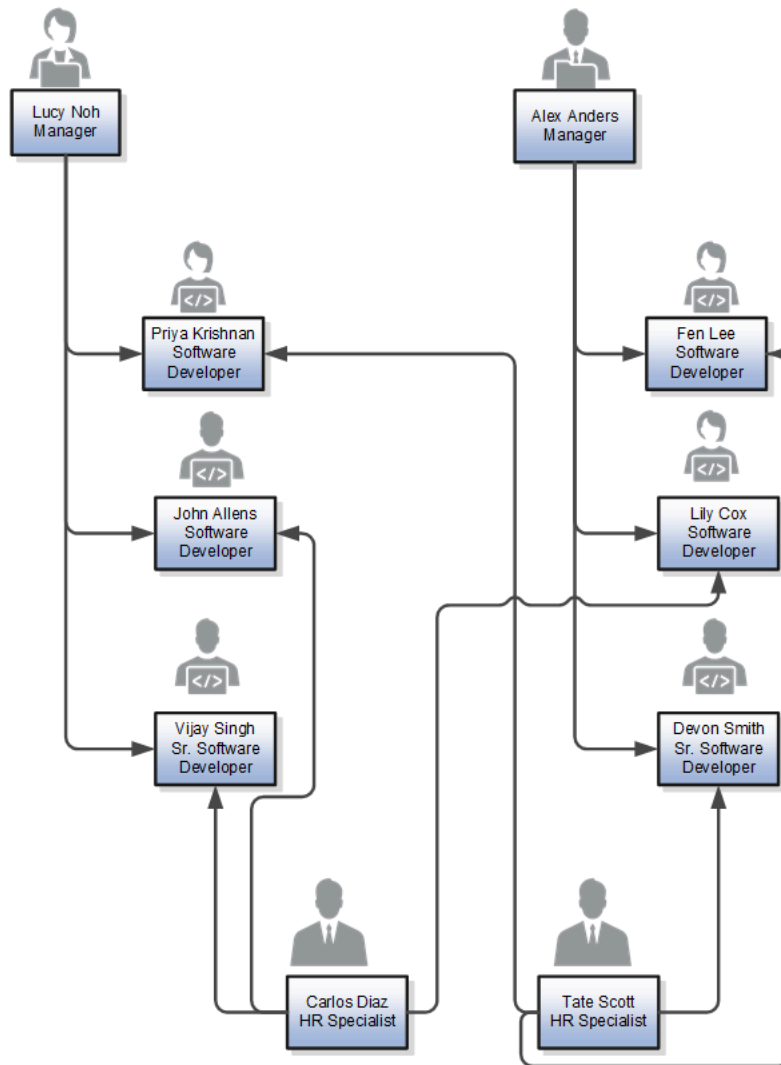 Lucy Noh
Manager
Alex Anders
Manager
</>
Priya Krishnan
Software
Developer
</>
Fen Lee
Software
Developer
</>
John Allens
Software
Developer
</>
Lily Cox
Software
Developer
</>
Vijay Singh
Sr. Software
Developer
</>
Devon Smith
Sr. Software
Developer
Carlos Diaz
HR Specialist
Tate Scott
HR Specialist